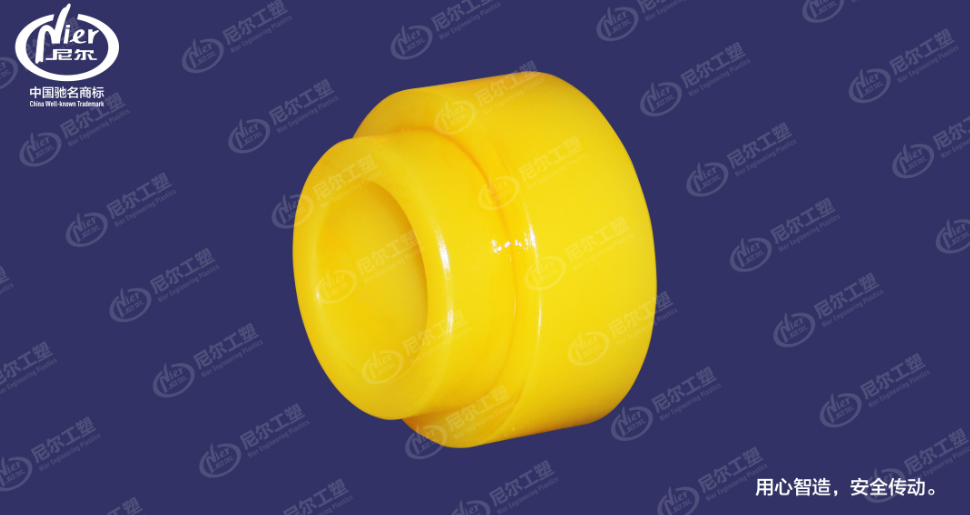 Nier
尼尔
中国驰名商标
China Well-known Trademark
尼尔工塑
Nier Engineering Plastics
用心智造，安全传动。